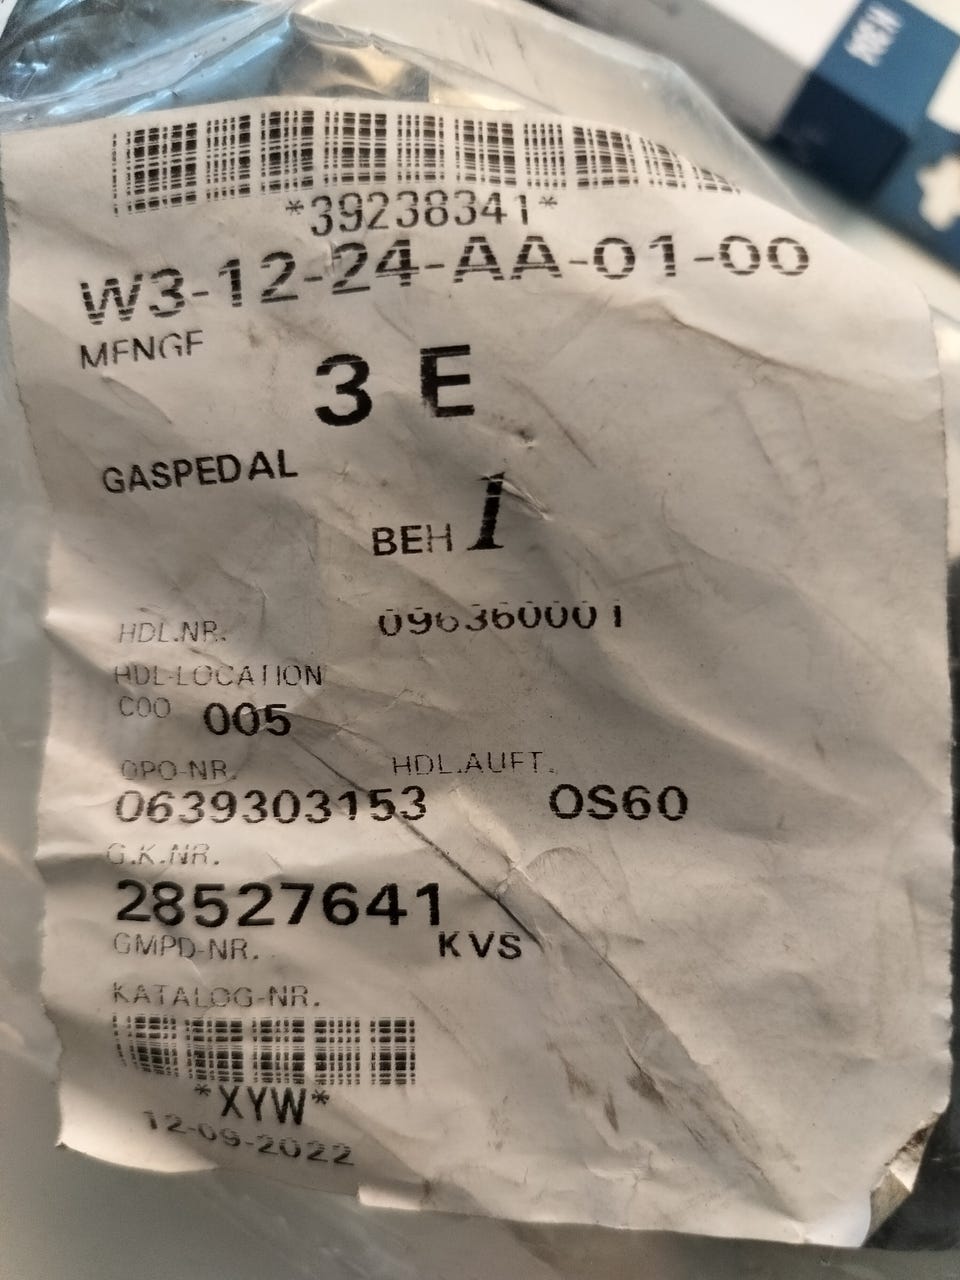 *39238341*
W3-12-24-AA-01-00
MENGE
3 E
GASPEDAL
BEH 1
HDL.NR. 096360001
HDL-LOCATION
COO 005
OPO-NR. HDL.AUFT.
0639303153 OS60
G.K.NR.
28527641
GMPD-NR. KVS
KATALOG-NR.
*XYW*
12-09-2022